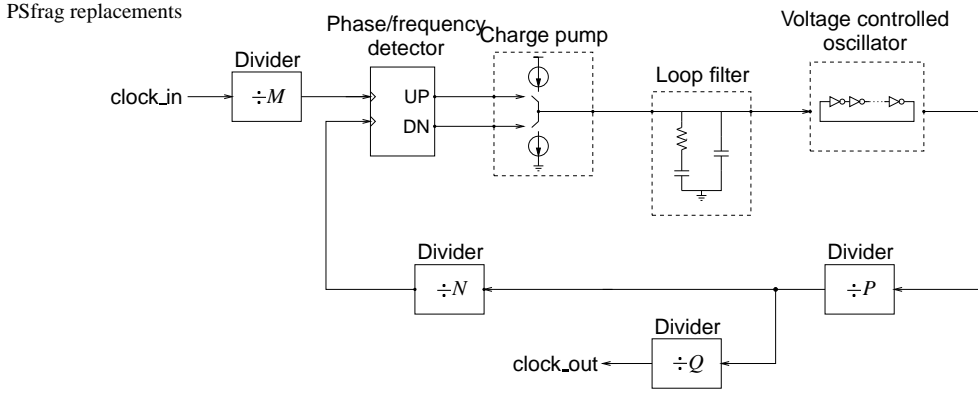 PSfrag replacements
Voltage controlled
oscillator
Phase/frequency
detector
Charge pump
Divider
Loop filter
clock_in
÷M
UP
DN
Divider
÷N
Divider
÷P
Divider
÷Q
clock_out